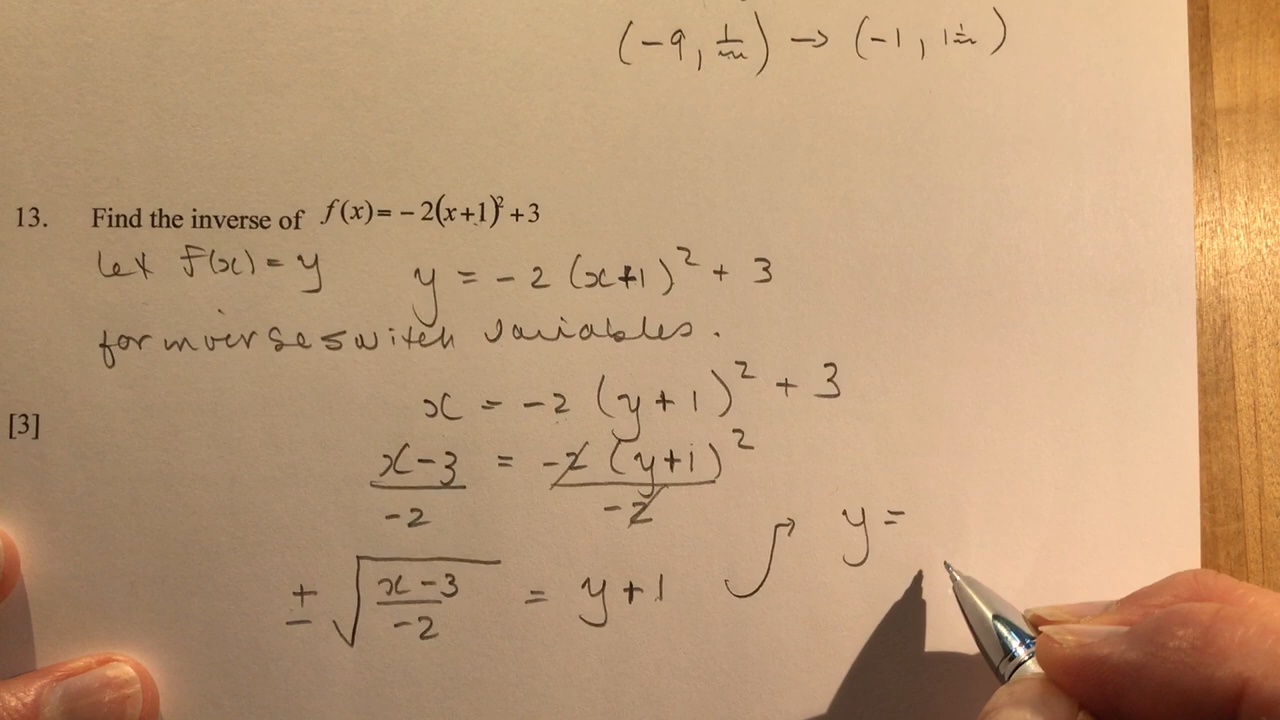 (-9, 1/m) → (-1, 1 1/m)
13. Find the inverse of f(x)= – 2(x+1)² +3
let f(x) = y y = -2 (x+1)² + 3
for inverse switch variables.
x = -2 (y+1)² + 3
[3]
x-3/-2 = -2(y+1)²/-2
y =
± √(x-3/-2) = y+1